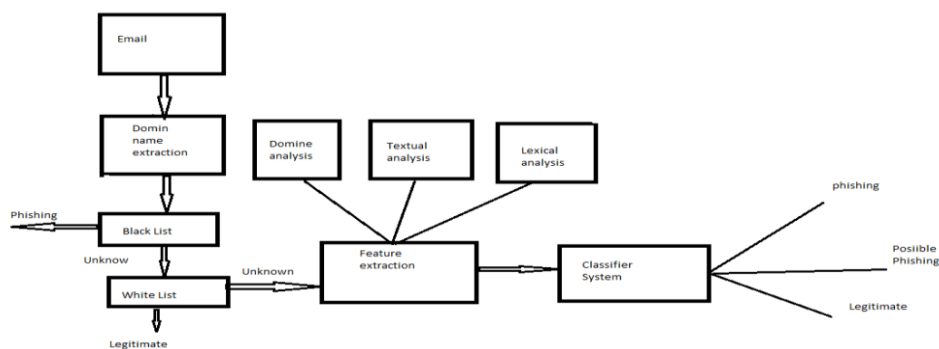 Email
Domin
name
extraction
Domine
analysis
Textual
analysis
Lexical
analysis
Phishing
Black List
Unknow
White List
Legitimate
Unknown
Feature
extraction
Classifier
System
phishing
Posiible
Phishing
Legitimate